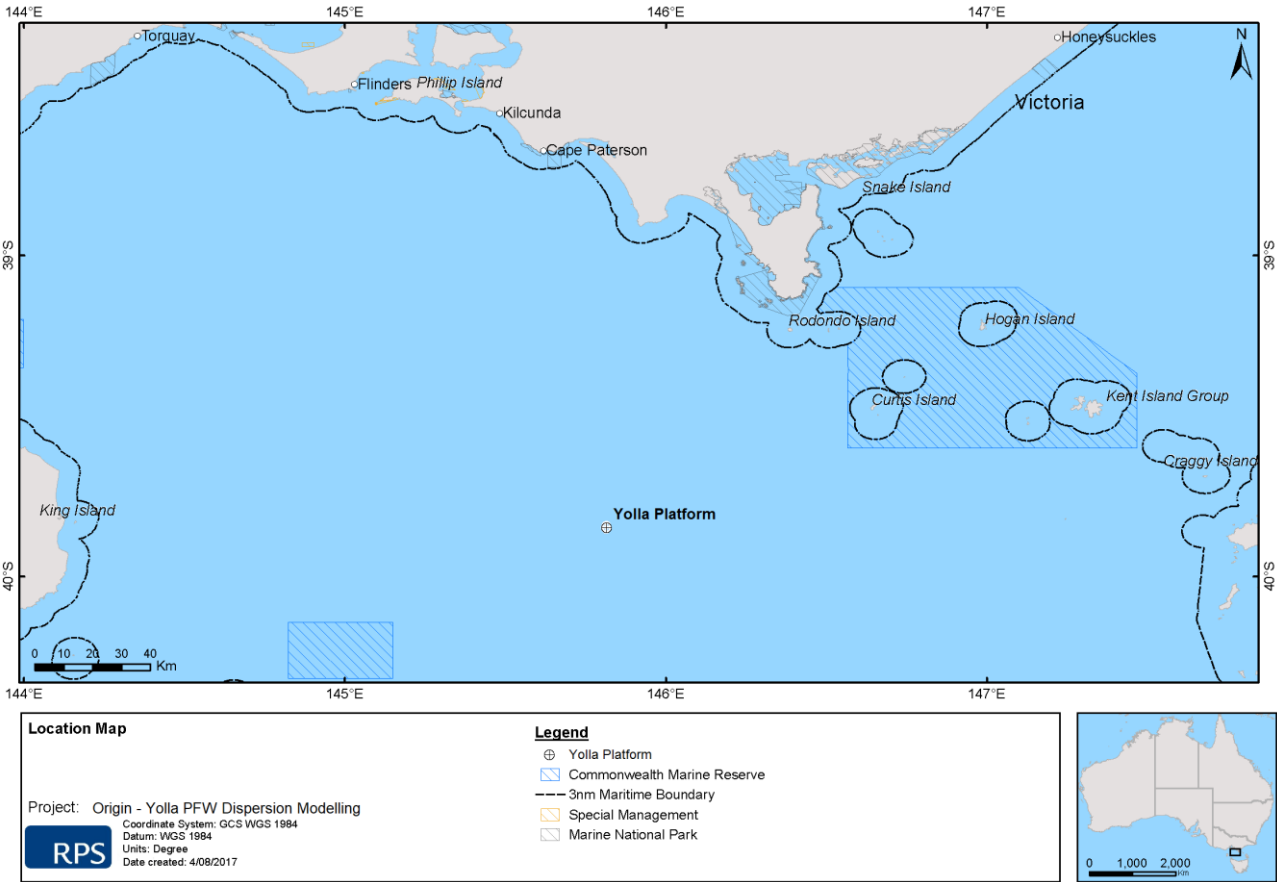 144°E 145°E 146°E 147°E
Torquay
Honeysuckles
N
Flinders Phillip Island
Victoria
Kilcunda
Cape Paterson
Snake Island
39°S 39°S
Rodondo Island
Hogan Island
Curtis Island
Kent Island Group
Craggy Island
King Island
Yolla Platform
40°S 40°S
0 10 20 30 40
Km
144°E 145°E 146°E 147°E
Location Map
Project: Origin - Yolla PFW Dispersion Modelling
RPS
Coordinate System: GCS WGS 1984
Datum: WGS 1984
Units: Degree
Date created: 4/08/2017
Legend
Yolla Platform
Commonwealth Marine Reserve
3nm Maritime Boundary
Special Management
Marine National Park
0 1,000 2,000
Km